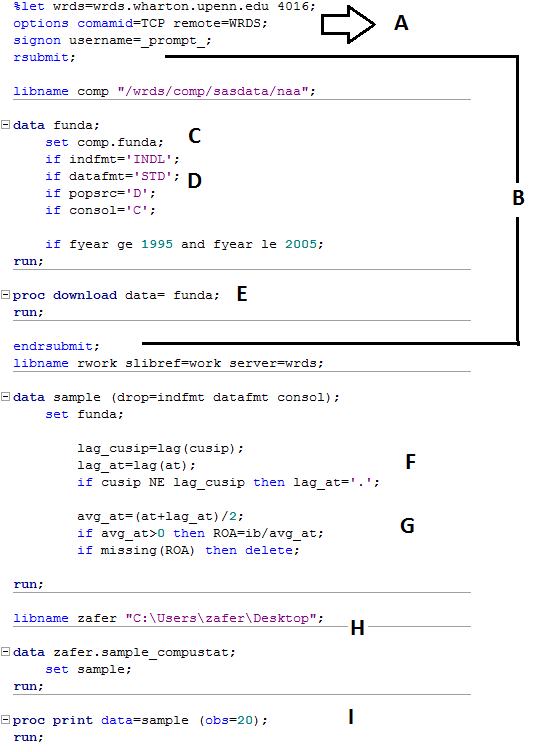 %let wrds=wrds.wharton.upenn.edu 4016;
options comamid=TCP remote=WRDS; A
signon username=_prompt_;
rsubmit;
libname comp "/wrds/comp/sasdata/naa";
data funda;
set comp.funda; C
if indfmt='INDL';
if datafmt='STD'; D
if popsrc='D'; B
if consol='C';
if fyear ge 1995 and fyear le 2005;
run;
proc download data= funda; E
run;
endrsubmit;
libname rwork slibref=work server=wrds;
data sample (drop=indfmt datafmt consol);
set funda;
lag_cusip=lag(cusip);
lag_at=lag(at); F
if cusip NE lag_cusip then lag_at='.';
avg_at=(at+lag_at)/2;
if avg_at>0 then ROA=ib/avg_at; G
if missing(ROA) then delete;
run;
libname zafer "C:\Users\zafer\Desktop"; H
data zafer.sample_compustat;
set sample;
run;
proc print data=sample (obs=20); I
run;